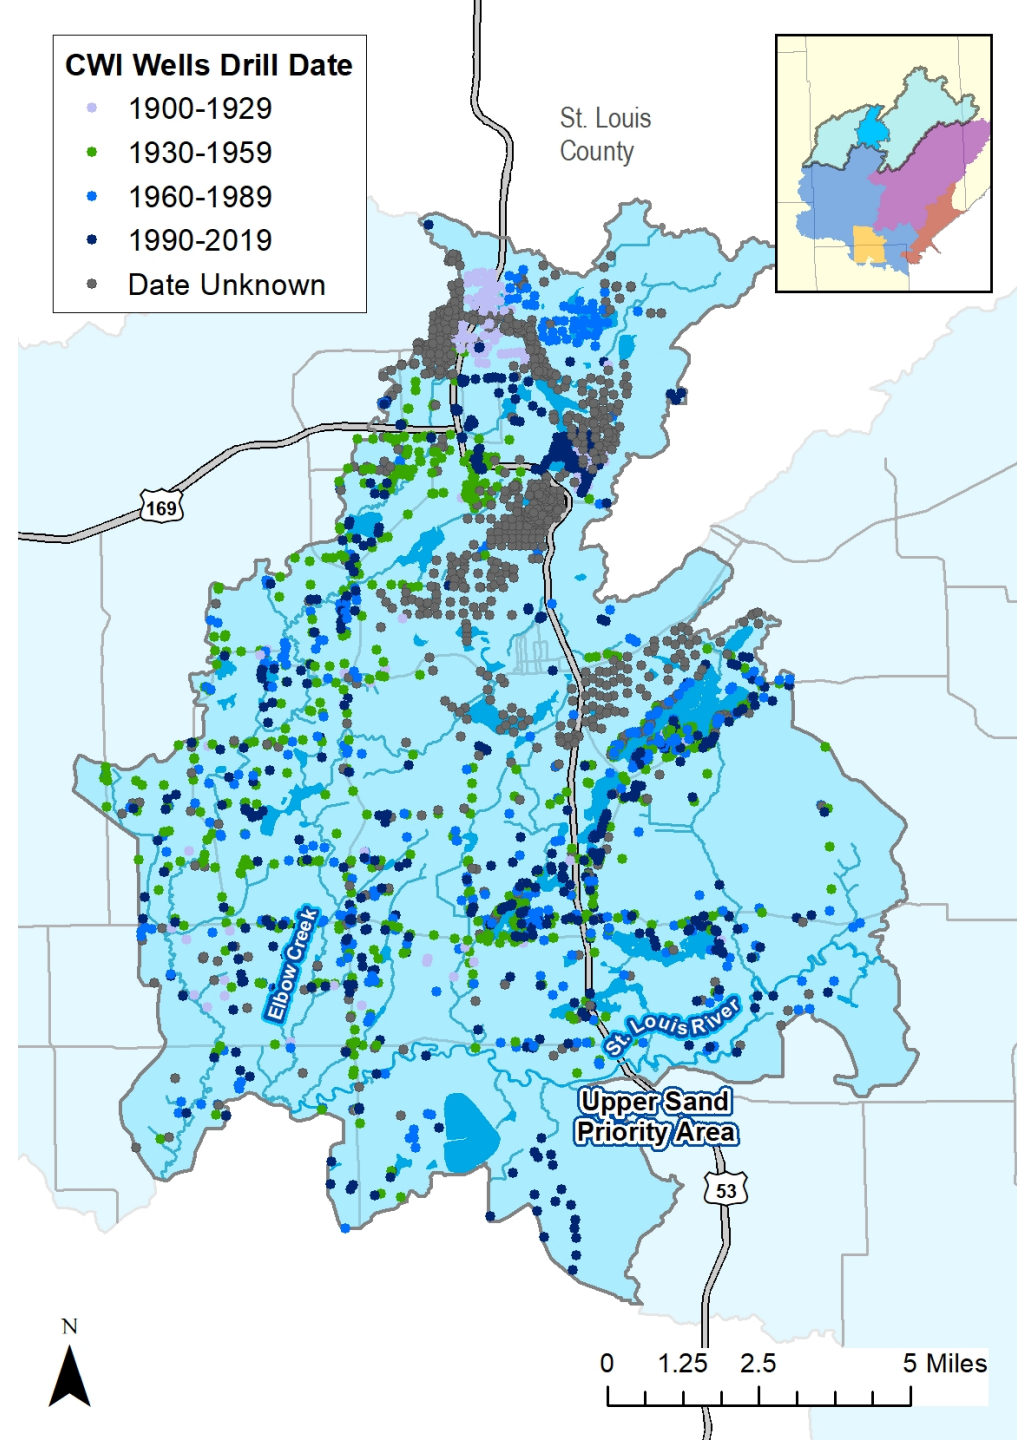 CWI Wells Drill Date
1900-1929
1930-1959
1960-1989
1990-2019
Date Unknown
St. Louis
County
169
Elbow Creek
St. Louis River
Upper Sand
Priority Area
53
N
0 1.25 2.5 5 Miles